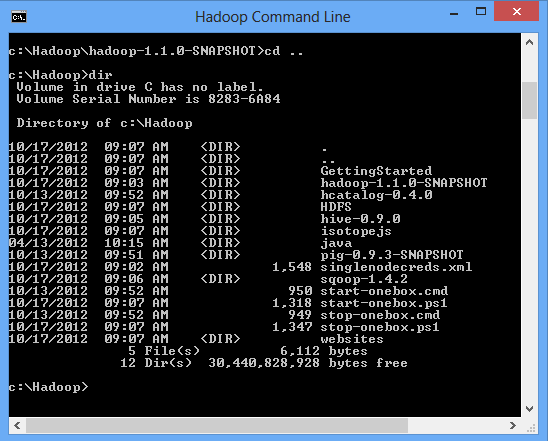 Hadoop Command Line
c:\Hadoop\hadoop-1.1.0-SNAPSHOT>cd ..
c:\Hadoop>dir
 Volume in drive C has no label.
 Volume Serial Number is 8283-6A84
 Directory of c:\Hadoop
10/17/2012  09:07 AM    <DIR>          .
10/17/2012  09:07 AM    <DIR>          ..
10/17/2012  09:07 AM    <DIR>          GettingStarted
10/17/2012  09:03 AM    <DIR>          hadoop-1.1.0-SNAPSHOT
10/13/2012  09:52 AM    <DIR>          hcatalog-0.4.0
10/17/2012  09:07 AM    <DIR>          HDFS
10/17/2012  09:05 AM    <DIR>          hive-0.9.0
10/17/2012  09:07 AM    <DIR>          isotopejs
04/13/2012  10:15 AM    <DIR>          java
10/13/2012  09:51 AM    <DIR>          pig-0.9.3-SNAPSHOT
10/17/2012  09:02 AM             1,548 singlenodecreds.xml
10/17/2012  09:06 AM    <DIR>          sqoop-1.4.2
10/13/2012  09:52 AM               950 start-onebox.cmd
10/17/2012  09:07 AM             1,318 start-onebox.ps1
10/13/2012  09:52 AM               949 stop-onebox.cmd
10/17/2012  09:07 AM             1,347 stop-onebox.ps1
10/17/2012  09:07 AM    <DIR>          websites
               5 File(s)          6,112 bytes
              12 Dir(s)  30,440,828,928 bytes free
c:\Hadoop>